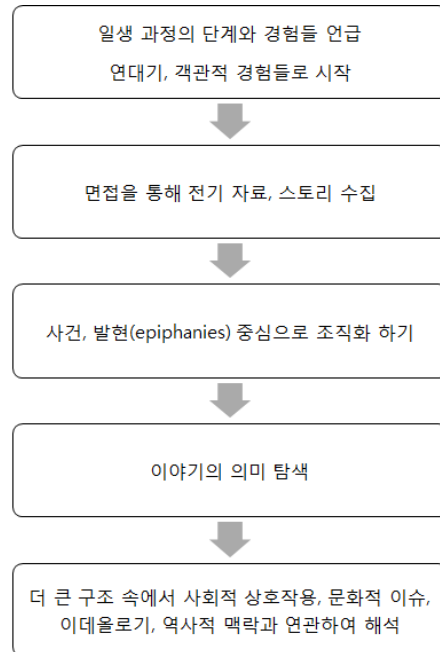 일생 과정의 단계와 경험들 언급
연대기, 객관적 경험들로 시작
면접을 통해 전기 자료, 스토리 수집
사건, 발현(epiphanies) 중심으로 조직화 하기
이야기의 의미 탐색
더 큰 구조 속에서 사회적 상호작용, 문화적 이슈,
이데올로기, 역사적 맥락과 연관하여 해석